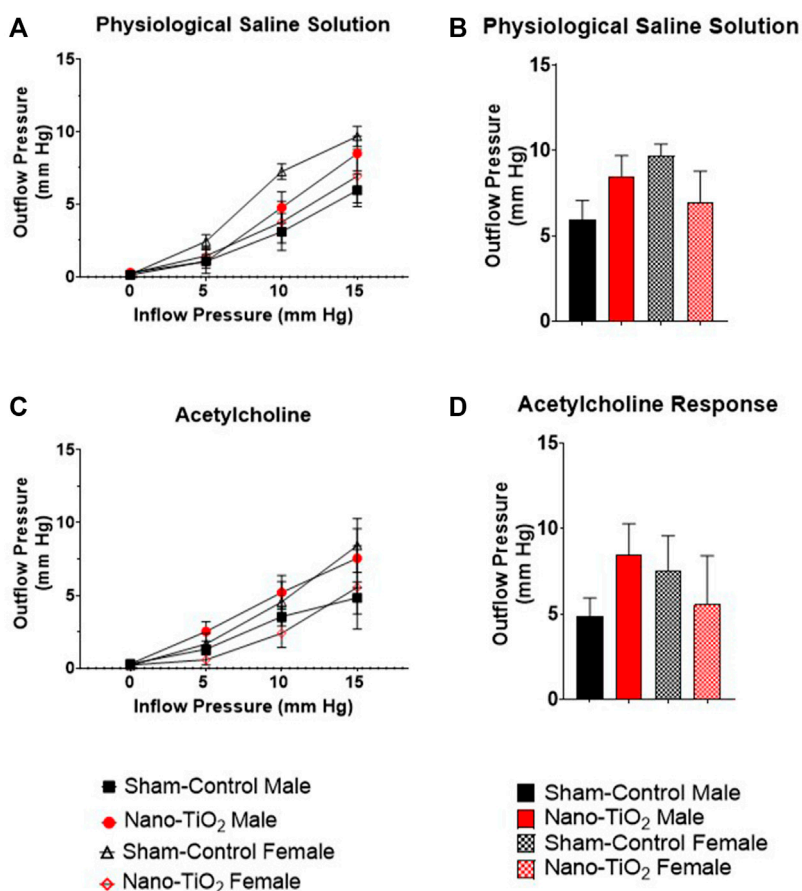 A
Physiological Saline Solution
15
10
5
0
Outflow Pressure
(mm Hg)
0 5 10 15
Inflow Pressure (mm Hg)
B
Physiological Saline Solution
15
10
5
0
Outflow Pressure
(mm Hg)
C
Acetylcholine
15
10
5
0
Outflow Pressure
(mm Hg)
0 5 10 15
Inflow Pressure (mm Hg)
D
Acetylcholine Response
15
10
5
0
Outflow Pressure
(mm Hg)
Sham-Control Male
Nano-TiO₂ Male
Sham-Control Female
Nano-TiO₂ Female
Sham-Control Male
Nano-TiO₂ Male
Sham-Control Female
Nano-TiO₂ Female